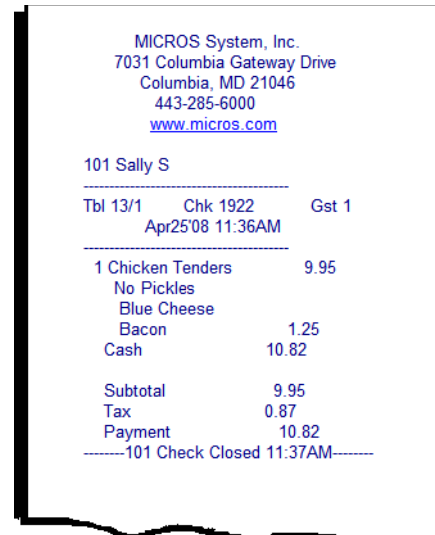 MICROS System, Inc.
7031 Columbia Gateway Drive
Columbia, MD 21046
443-285-6000
www.micros.com
101 Sally S
----------------------------------------
Tbl 13/1 Chk 1922 Gst 1
Apr25'08 11:36AM
----------------------------------------
1 Chicken Tenders 9.95
No Pickles
Blue Cheese
Bacon 1.25
Cash 10.82
Subtotal 9.95
Tax 0.87
Payment 10.82
--------101 Check Closed 11:37AM--------